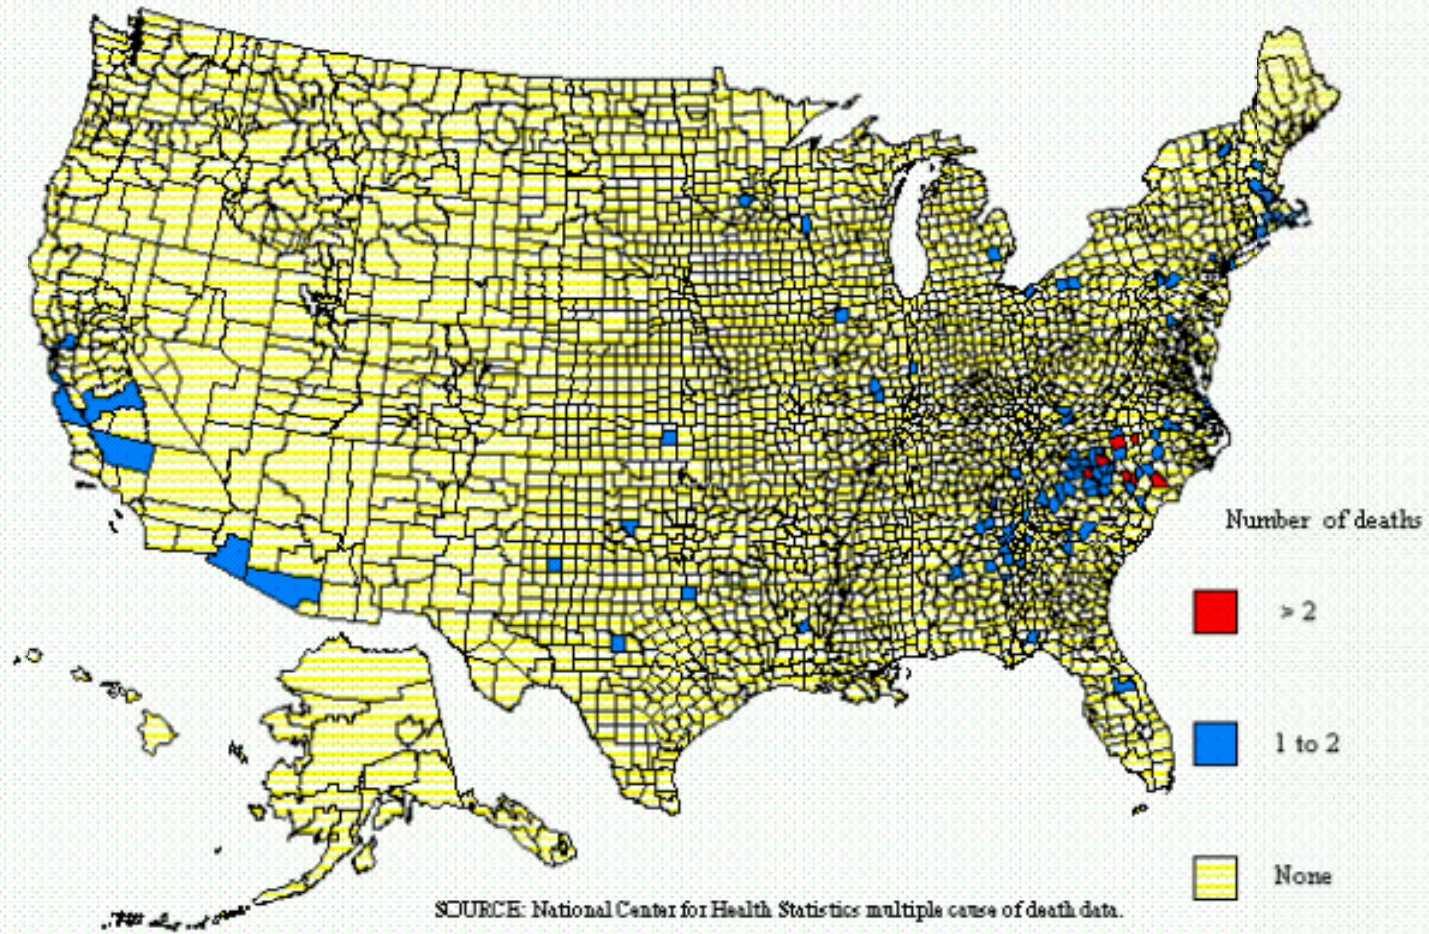 Number of deaths
> 2
1 to 2
None
SOURCE: National Center for Health Statistics multiple cause of death data.